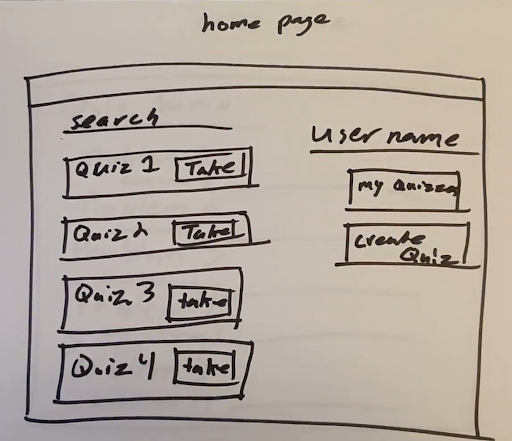 home page
search
Quiz 1 Take
Quiz 2 Take
Quiz 3 take
Quiz 4 take
User name
my Quizzes
create
Quiz